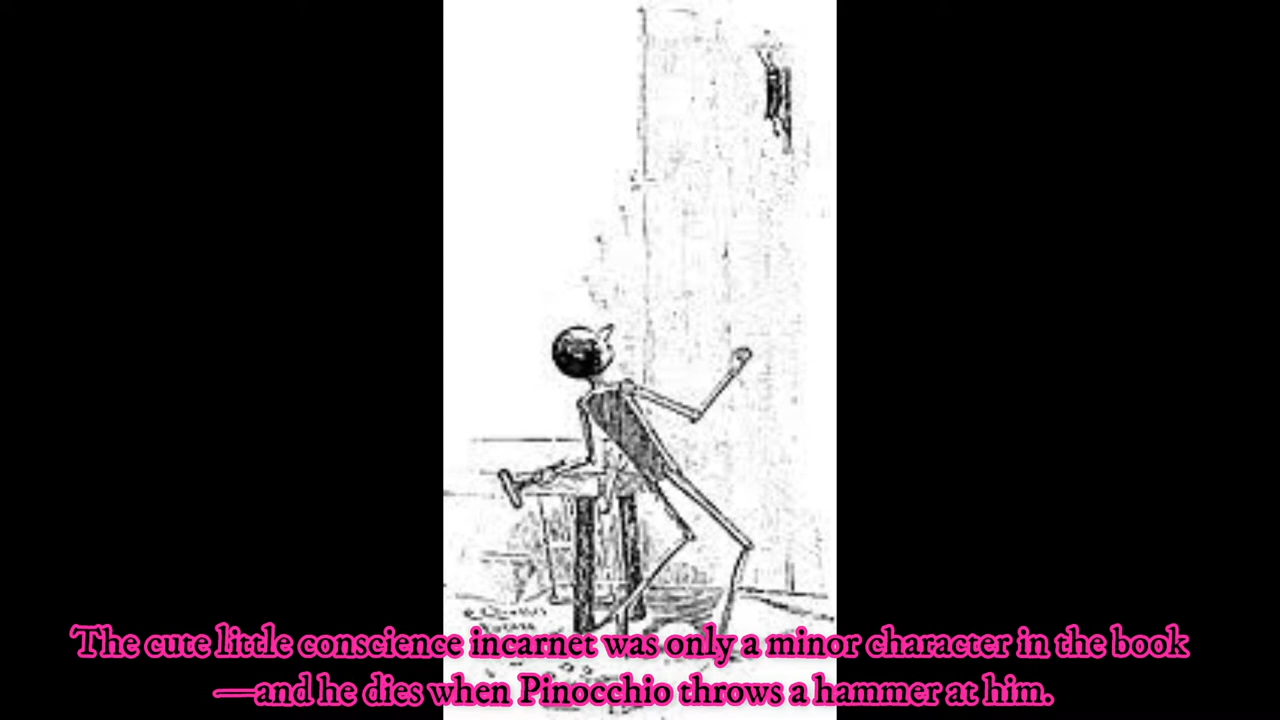 The cute little conscience incarnet was only a minor character in the book
—and he dies when Pinocchio throws a hammer at him.